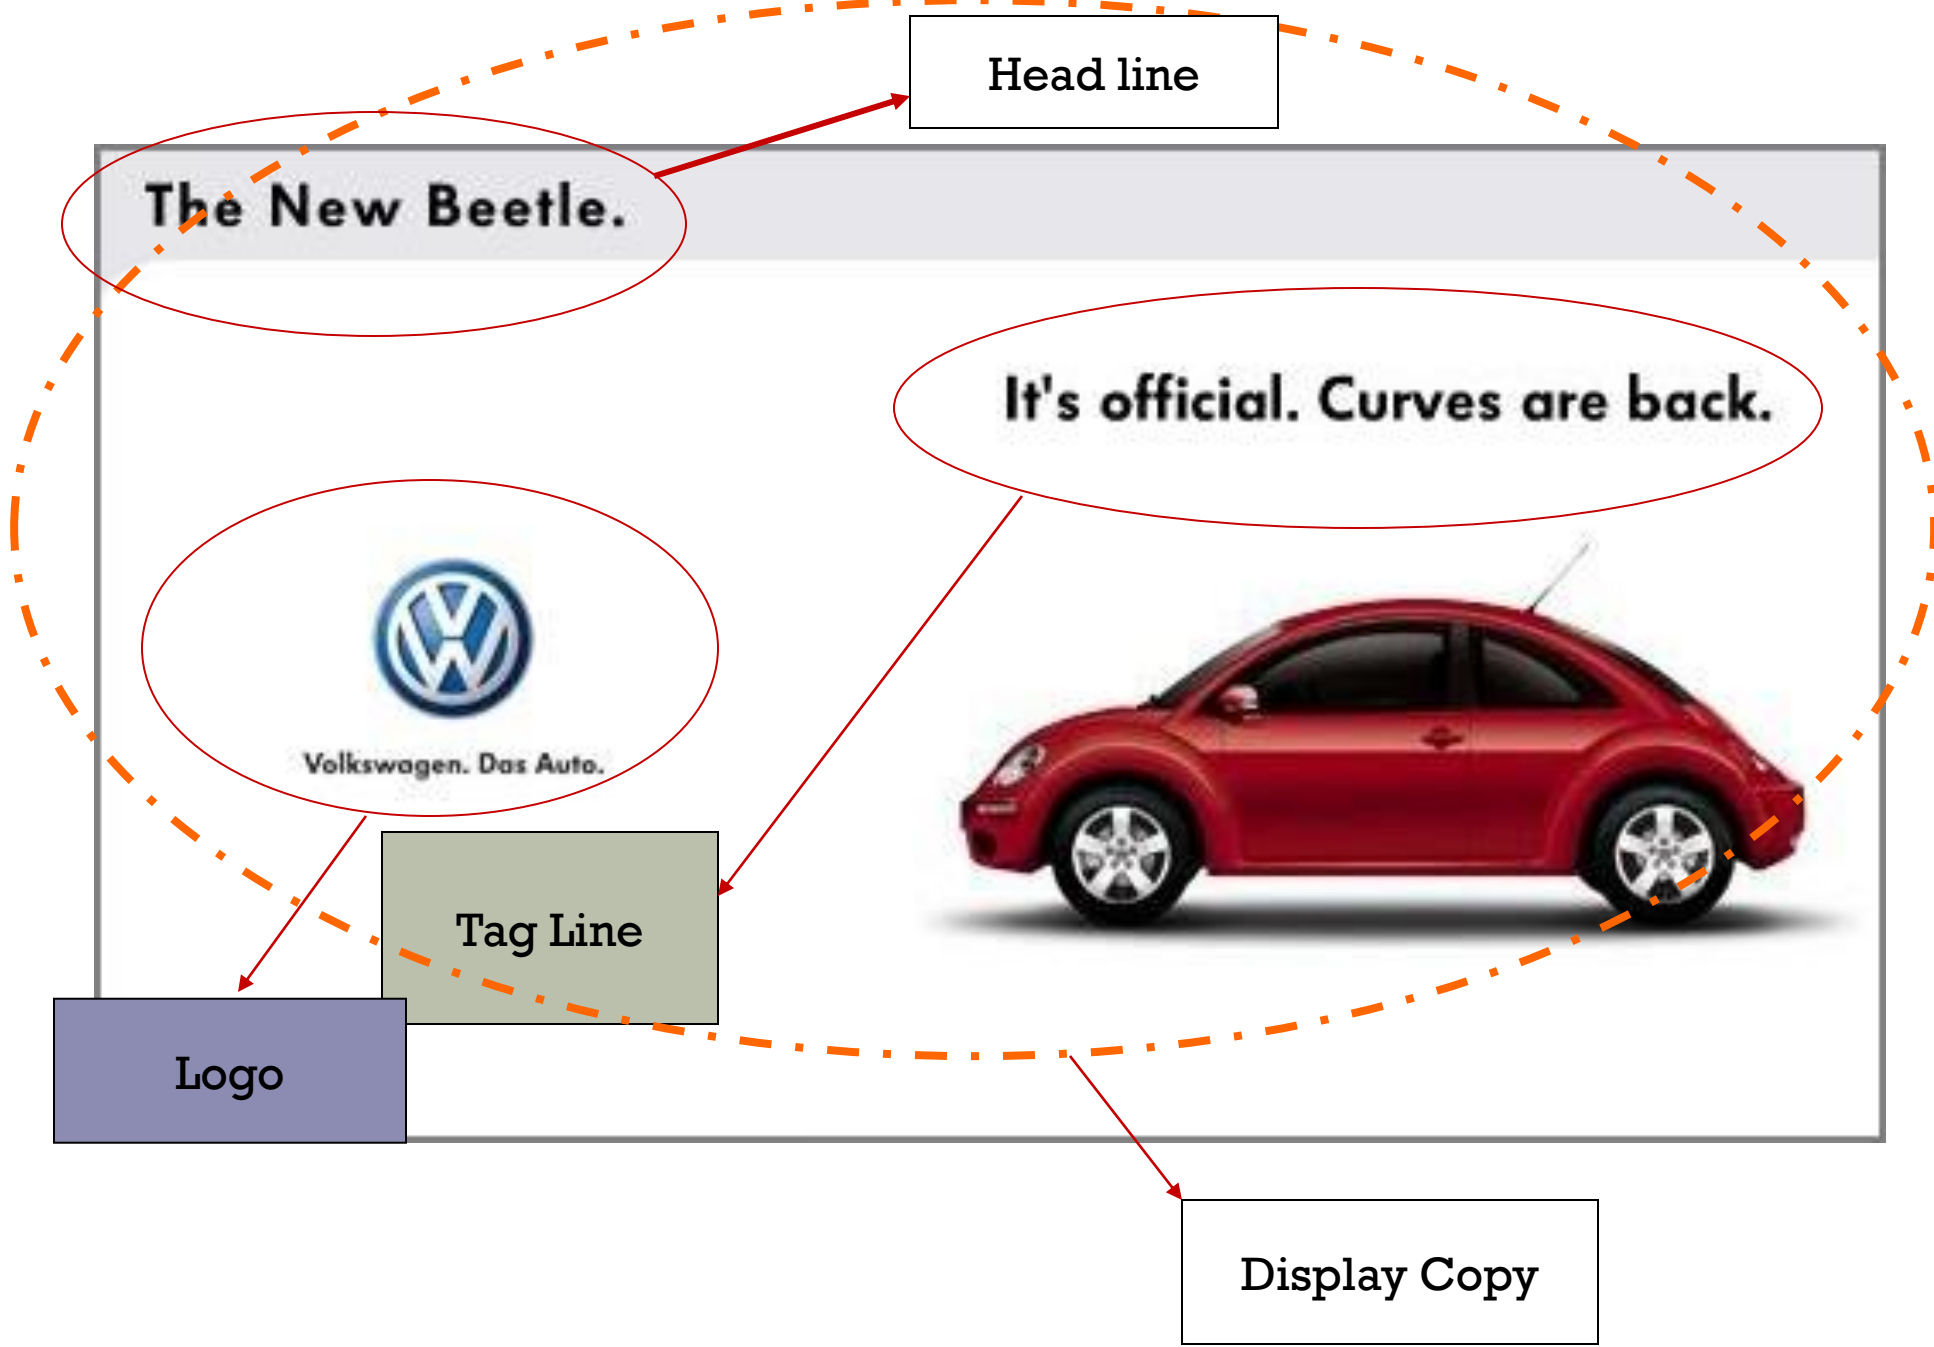 Head line
The New Beetle.
It's official. Curves are back.
Volkswagen. Das Auto.
Tag Line
Logo
Display Copy